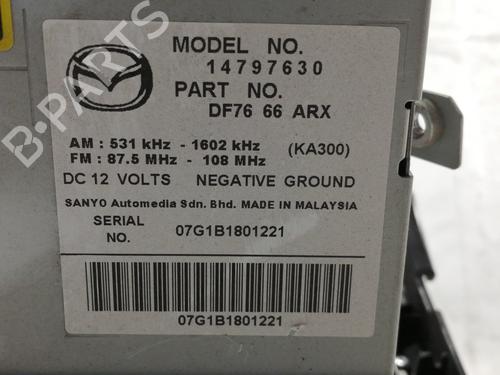 MODEL NO.
14797630
PART NO.
DF76 66 ARX
AM : 531 kHz - 1602 kHz (KA300)
FM : 87.5 MHz - 108 MHz
DC 12 VOLTS NEGATIVE GROUND
SANYO Automedia Sdn. Bhd. MADE IN MALAYSIA
SERIAL NO. 07G1B1801221
07G1B1801221
B-PARTS